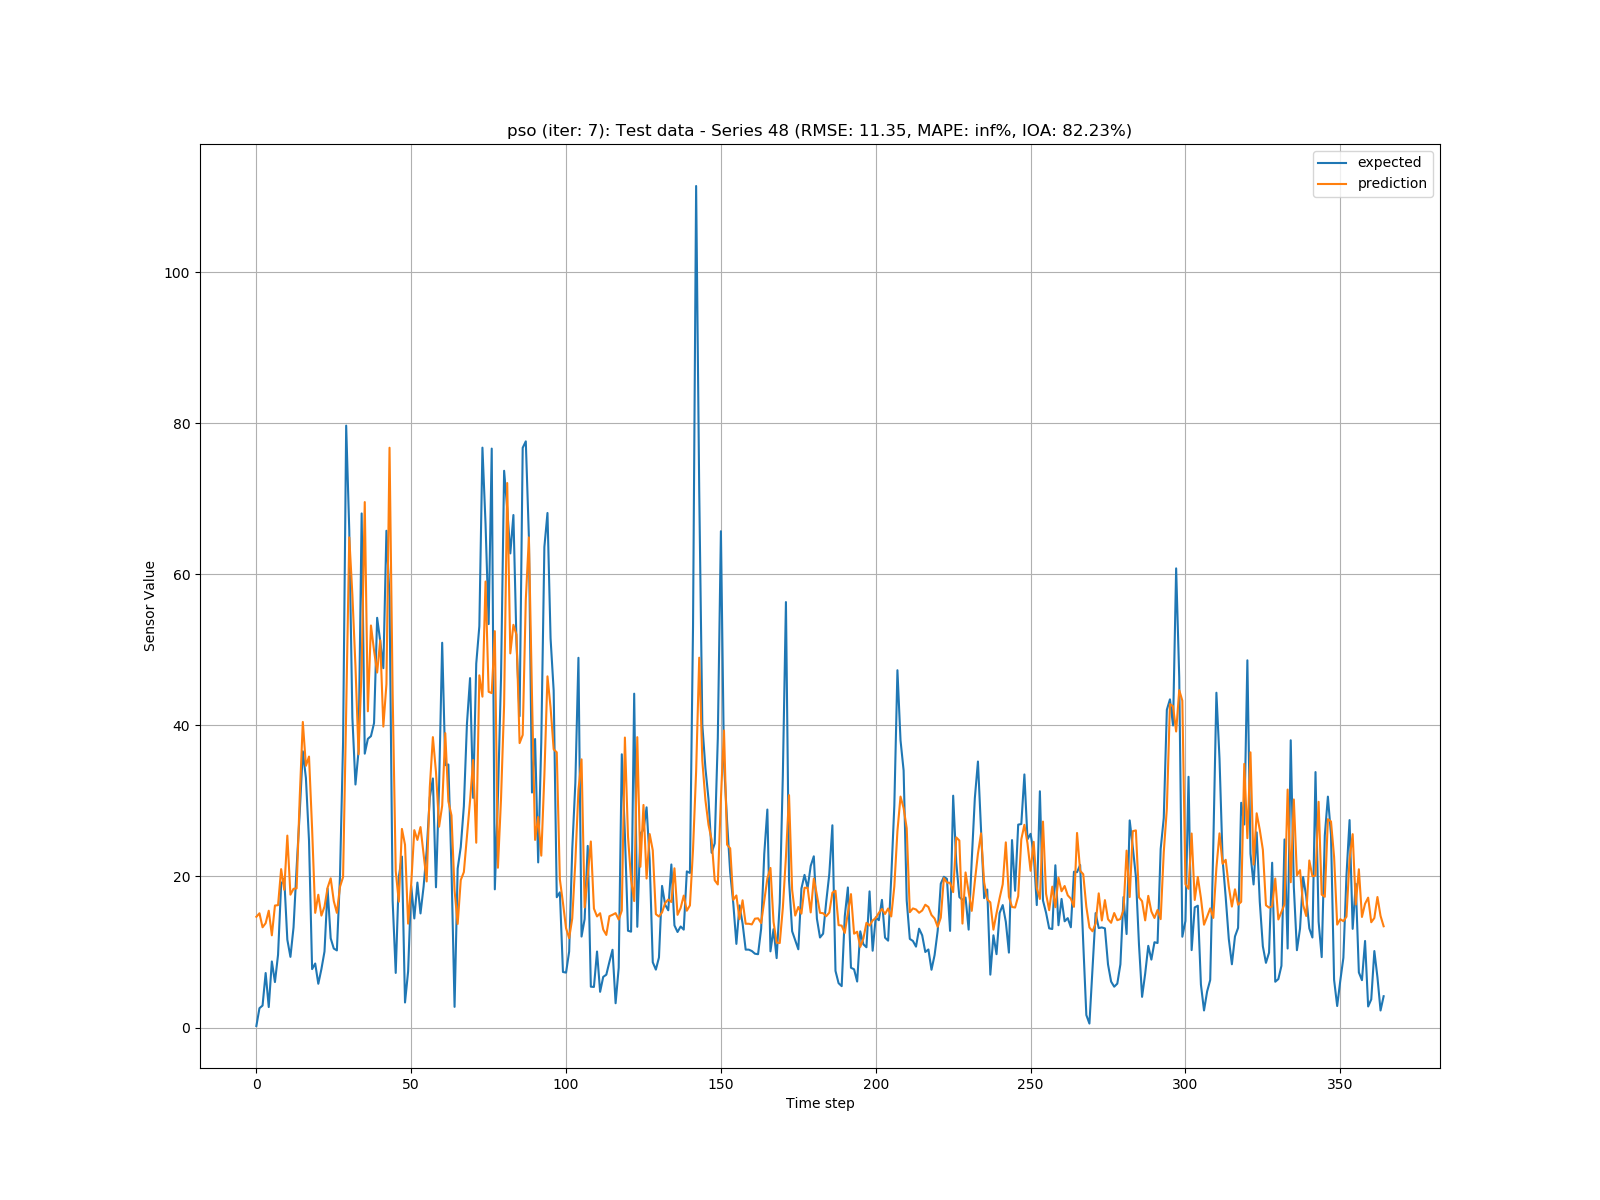 pso (iter: 7): Test data - Series 48 (RMSE: 11.35, MAPE: inf%, IOA: 82.23%)
expected
prediction
100
80
60
40
20
0
Sensor Value
0 50 100 150 200 250 300 350
Time step